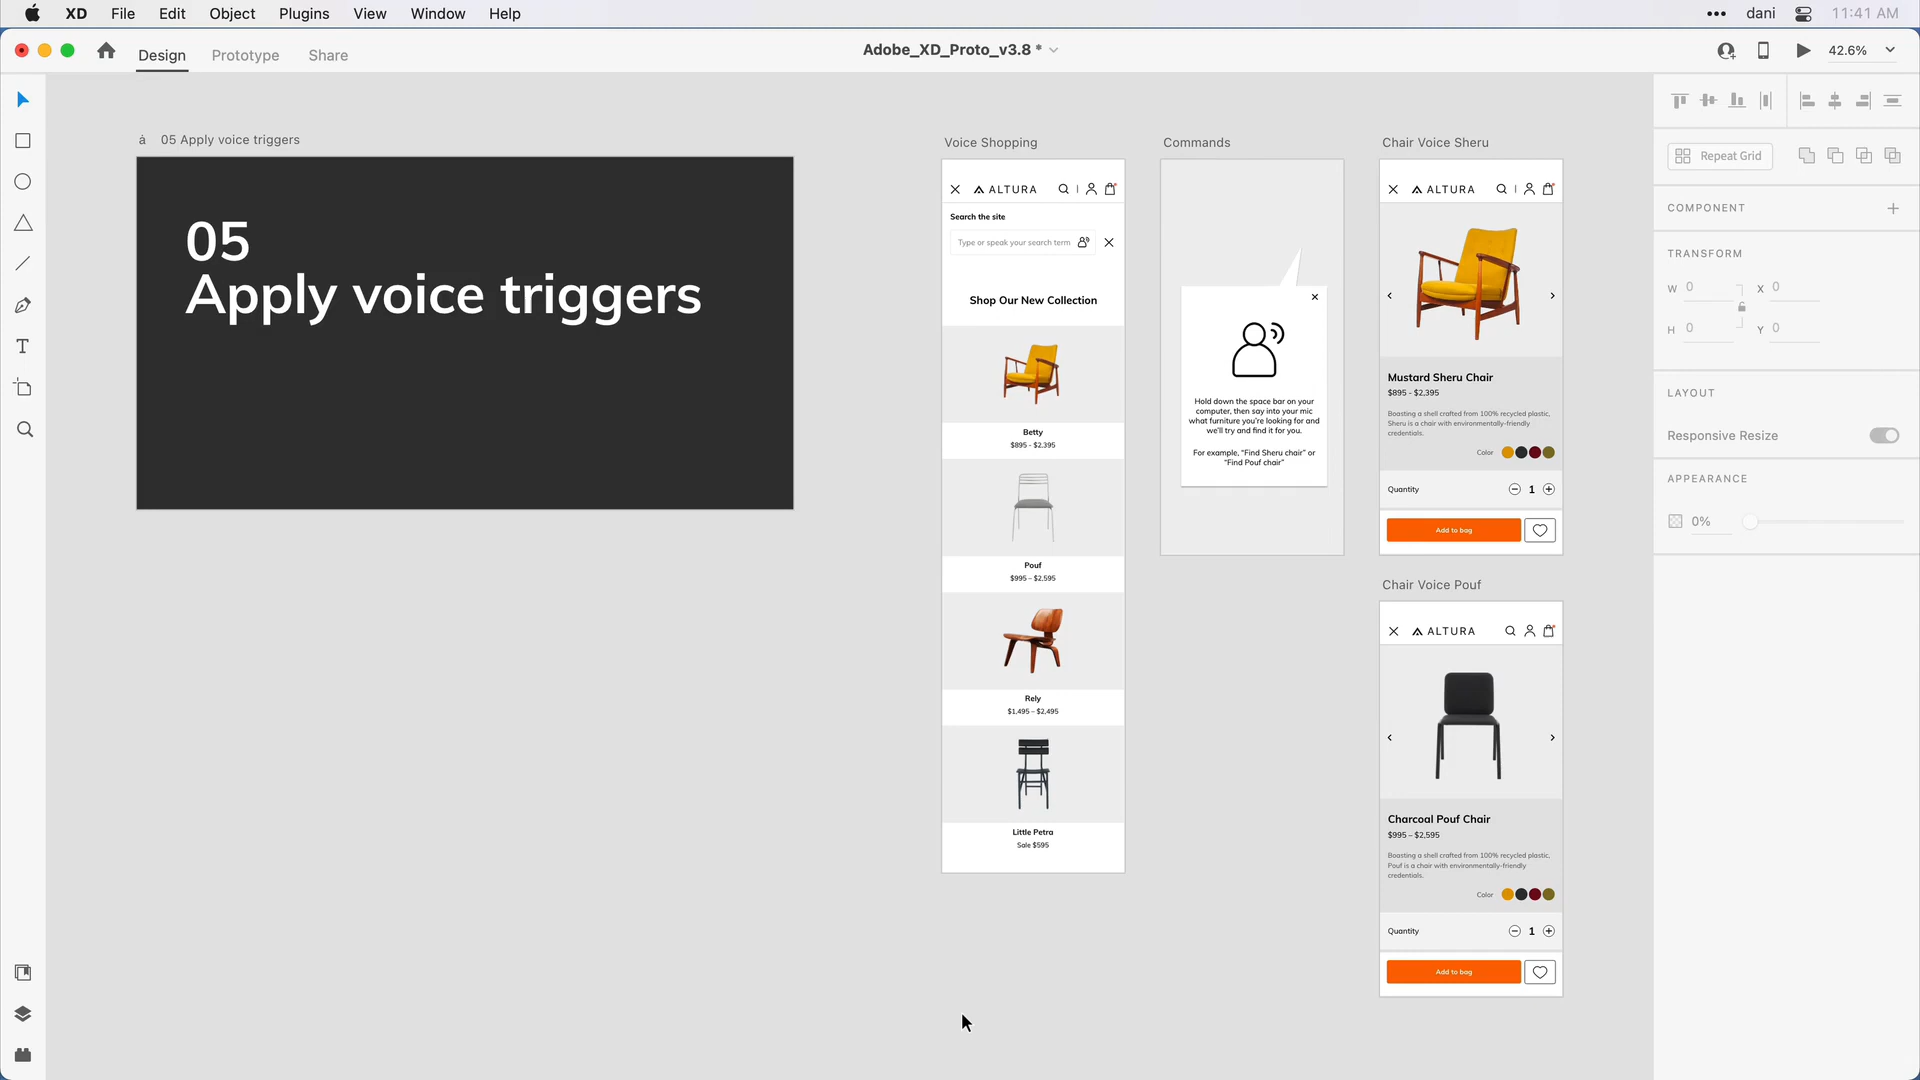 XD File Edit Object Plugins View Window Help
dani 11:41 AM
Design Prototype Share
Adobe_XD_Proto_v3.8 *
42.6%
05 Apply voice triggers
05
Apply voice triggers
Voice Shopping
ALTURA
Search the site
Type or speak your search term
Shop Our New Collection
Betty
$895 - $2,395
Pouf
$995 – $2,595
Rely
$1,495 – $2,495
Little Petra
Sale $595
Commands
Hold down the space bar on your
computer, then say into your mic
what furniture you're looking for and
we'll try and find it for you.
For example, “Find Sheru chair” or
“Find Pouf chair”
Chair Voice Sheru
ALTURA
Mustard Sheru Chair
$895 - $2,395
Boasting a shell crafted from 100% recycled plastic,
Sheru is a chair with environmentally-friendly
credentials.
Color
Quantity
1
Add to bag
Chair Voice Pouf
ALTURA
Charcoal Pouf Chair
$995 – $2,595
Boasting a shell crafted from 100% recycled plastic,
Pouf is a chair with environmentally-friendly
credentials.
Color
Quantity
1
Add to bag
Repeat Grid
COMPONENT
TRANSFORM
W 0 X 0
H 0 Y 0
LAYOUT
Responsive Resize
APPEARANCE
0%